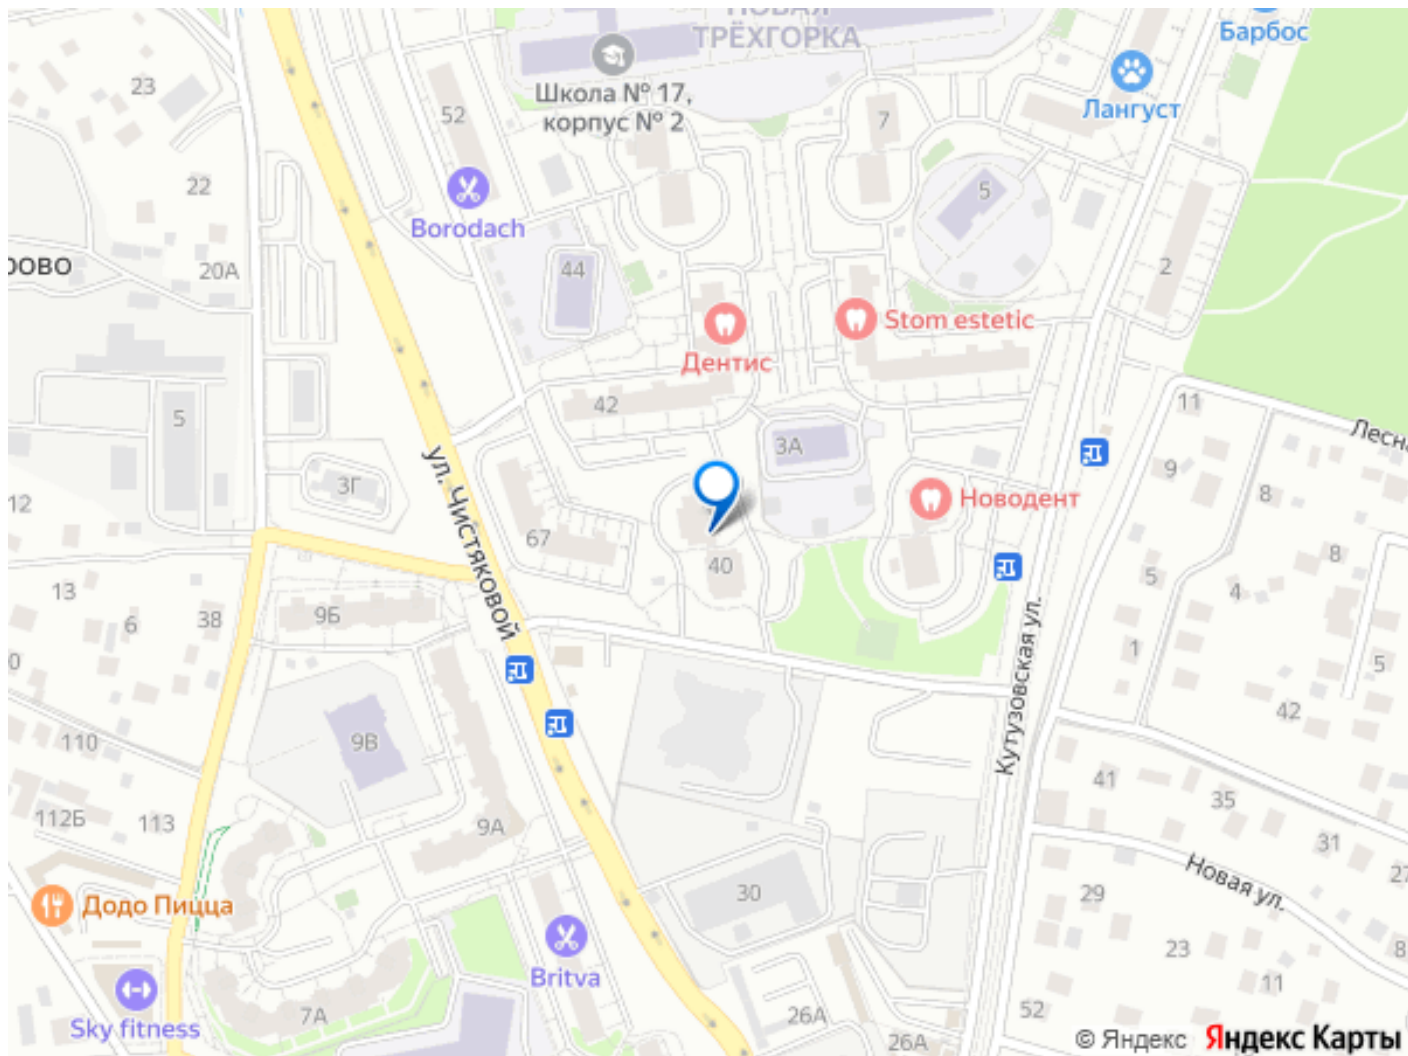 НОВАЯ
ТРЁХГОРКА
Барбос
23
Школа № 17,
корпус № 2
52
7
Лангуст
22
Borodach
5
20А
44
2
Stom estetic
Дентис
42
11
Лесна
5
3А
9
8
3Г
12
ул. Чистяковой
67
Новодент
40
8
5
4
13
6
38
9Б
1
5
Кутузовская ул.
42
110
9В
41
35
112Б
113
9А
31
27
Новая ул.
30
29
Додо Пицца
23
8
Britva
11
Sky fitness
7А
26А
52
26А
© Яндекс Яндекс Карты